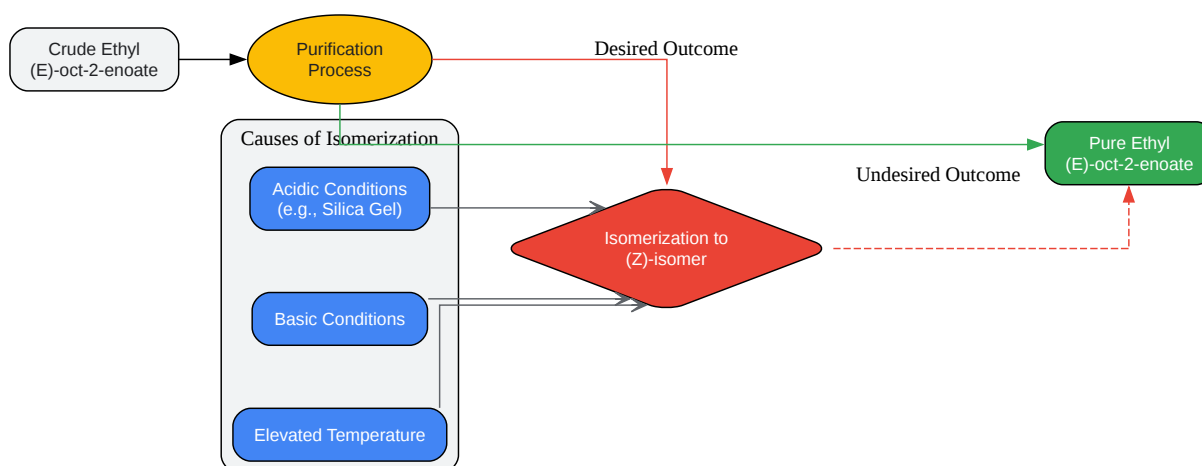 Crude Ethyl
(E)-oct-2-enoate
Purification
Process
Desired Outcome
Causes of Isomerization
Acidic Conditions
(e.g., Silica Gel)
Basic Conditions
Elevated Temperature
Isomerization to
(Z)-isomer
Undesired Outcome
Pure Ethyl
(E)-oct-2-enoate